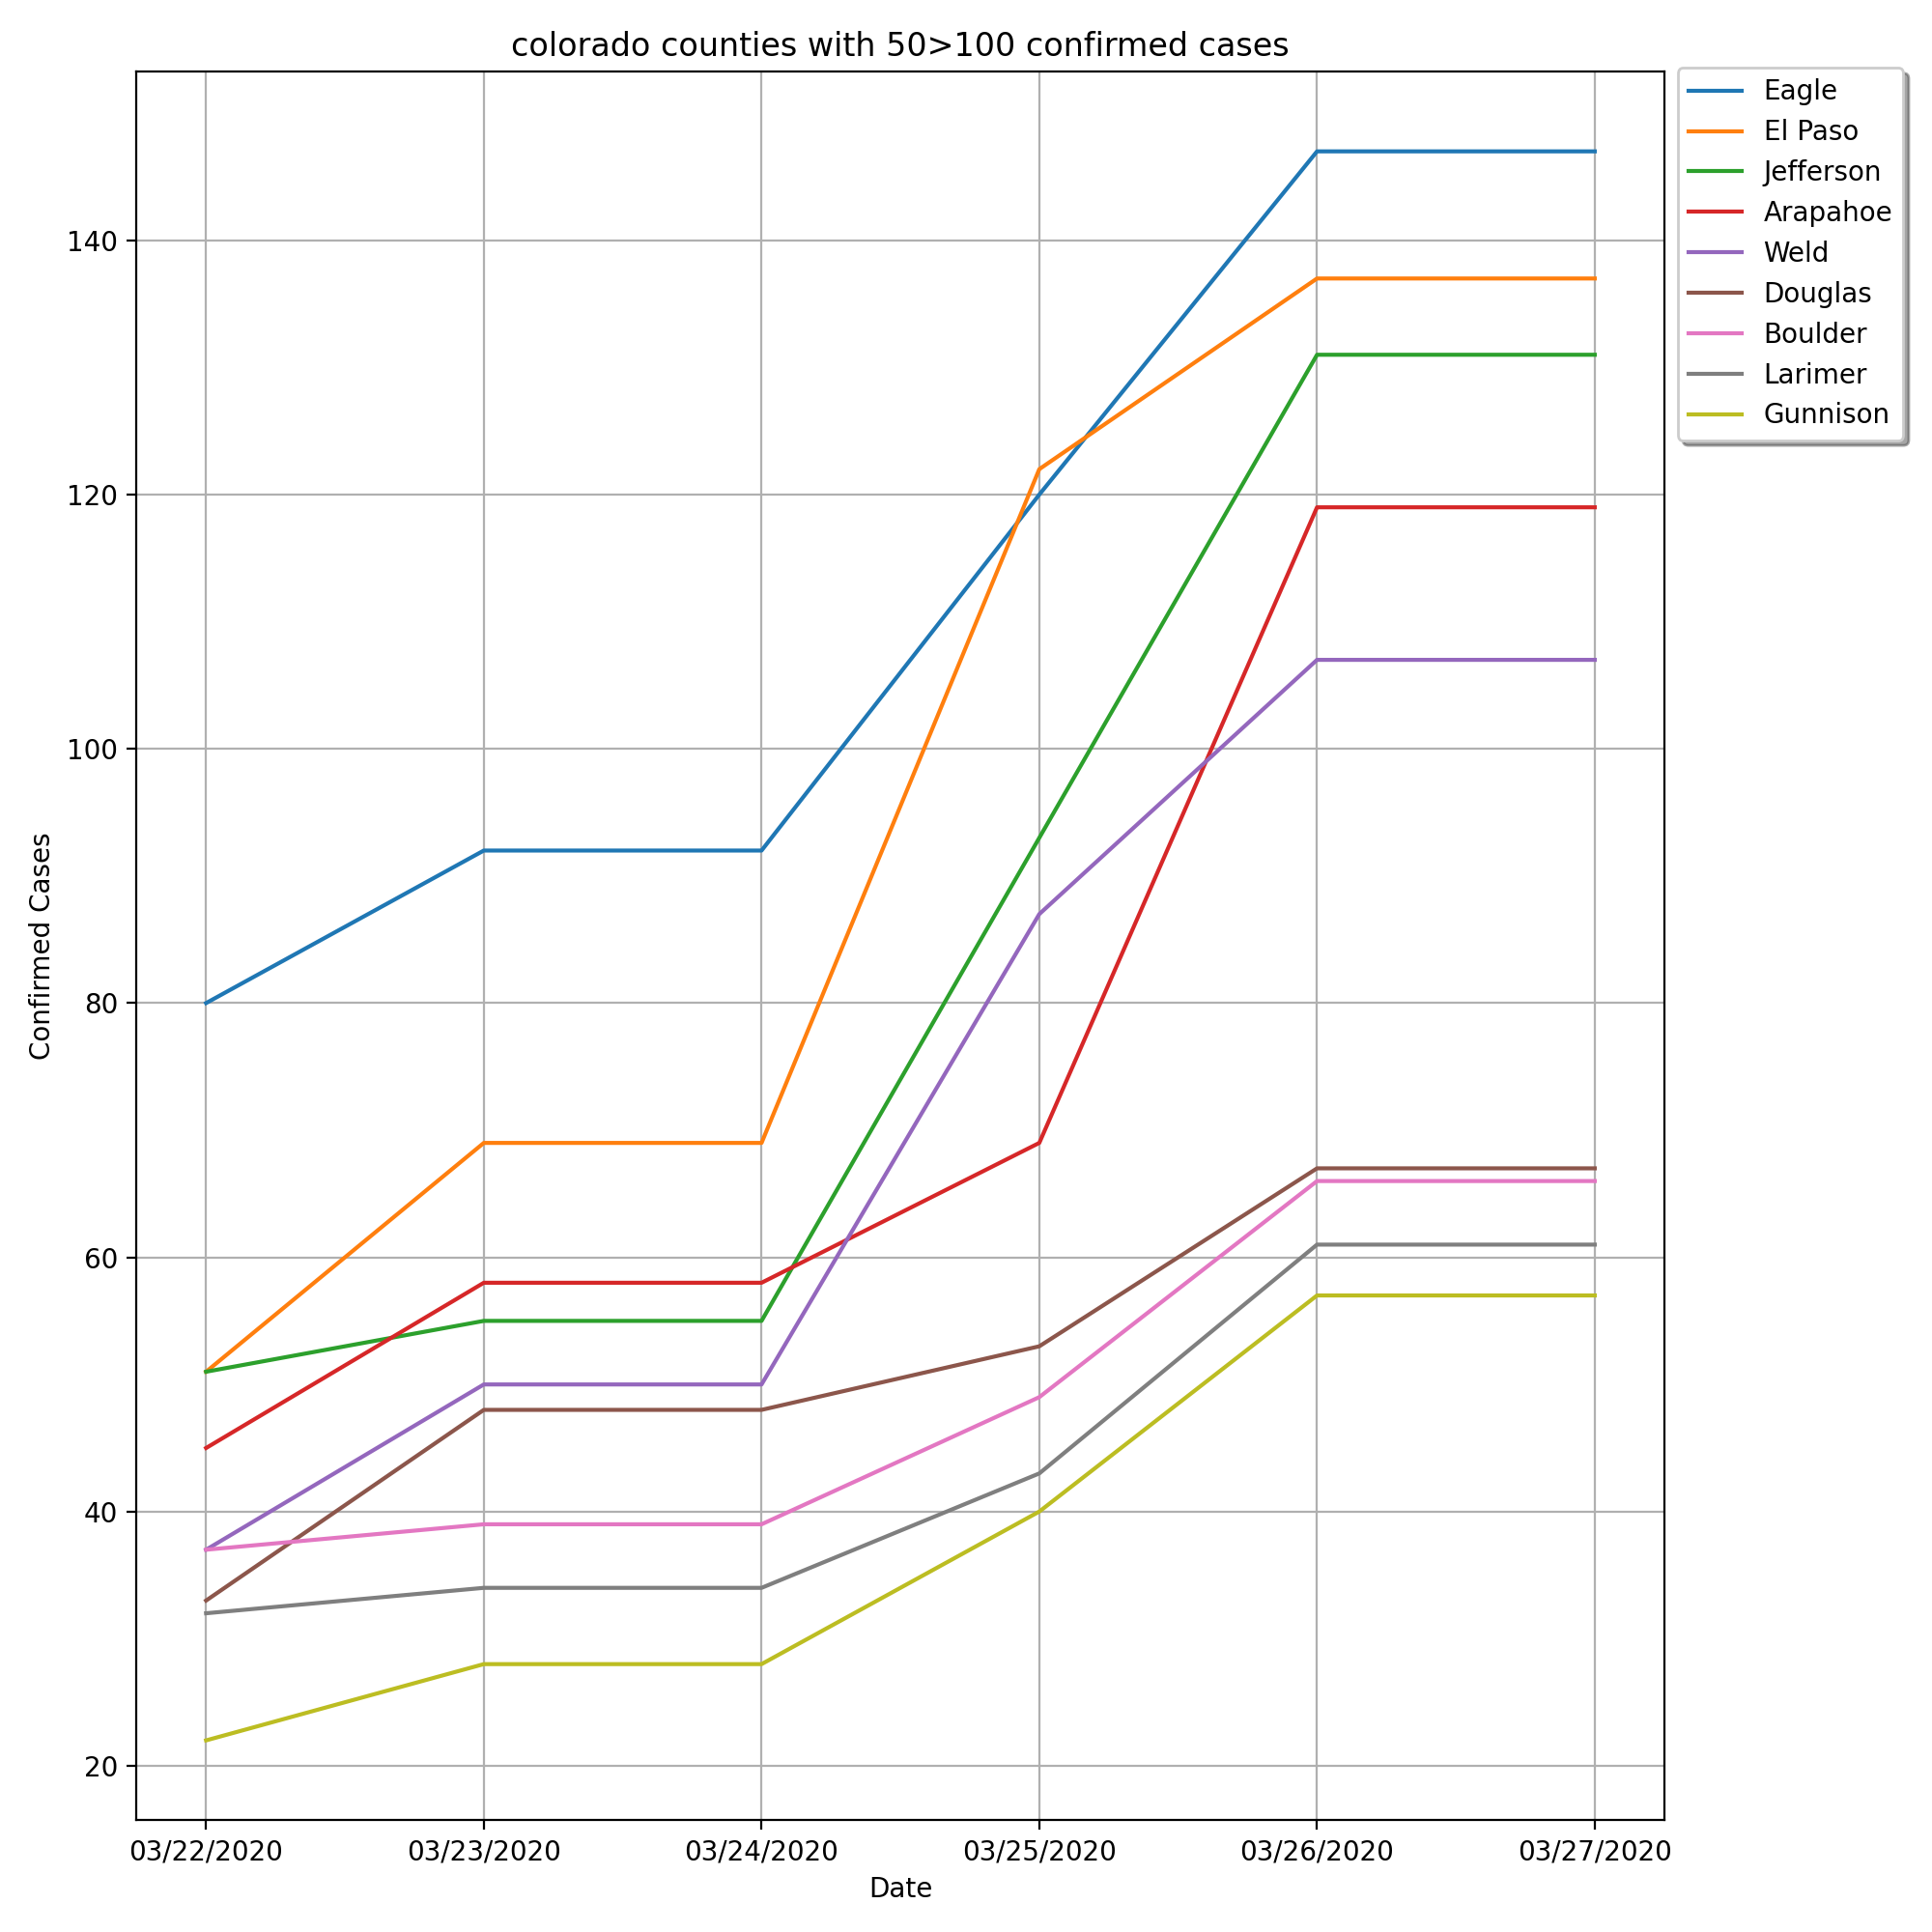 colorado counties with 50>100 confirmed cases
Eagle
El Paso
Jefferson
Arapahoe
Weld
Douglas
Boulder
Larimer
Gunnison
Confirmed Cases
140
120
100
80
60
40
20
03/22/2020 03/23/2020 03/24/2020 03/25/2020 03/26/2020 03/27/2020
Date